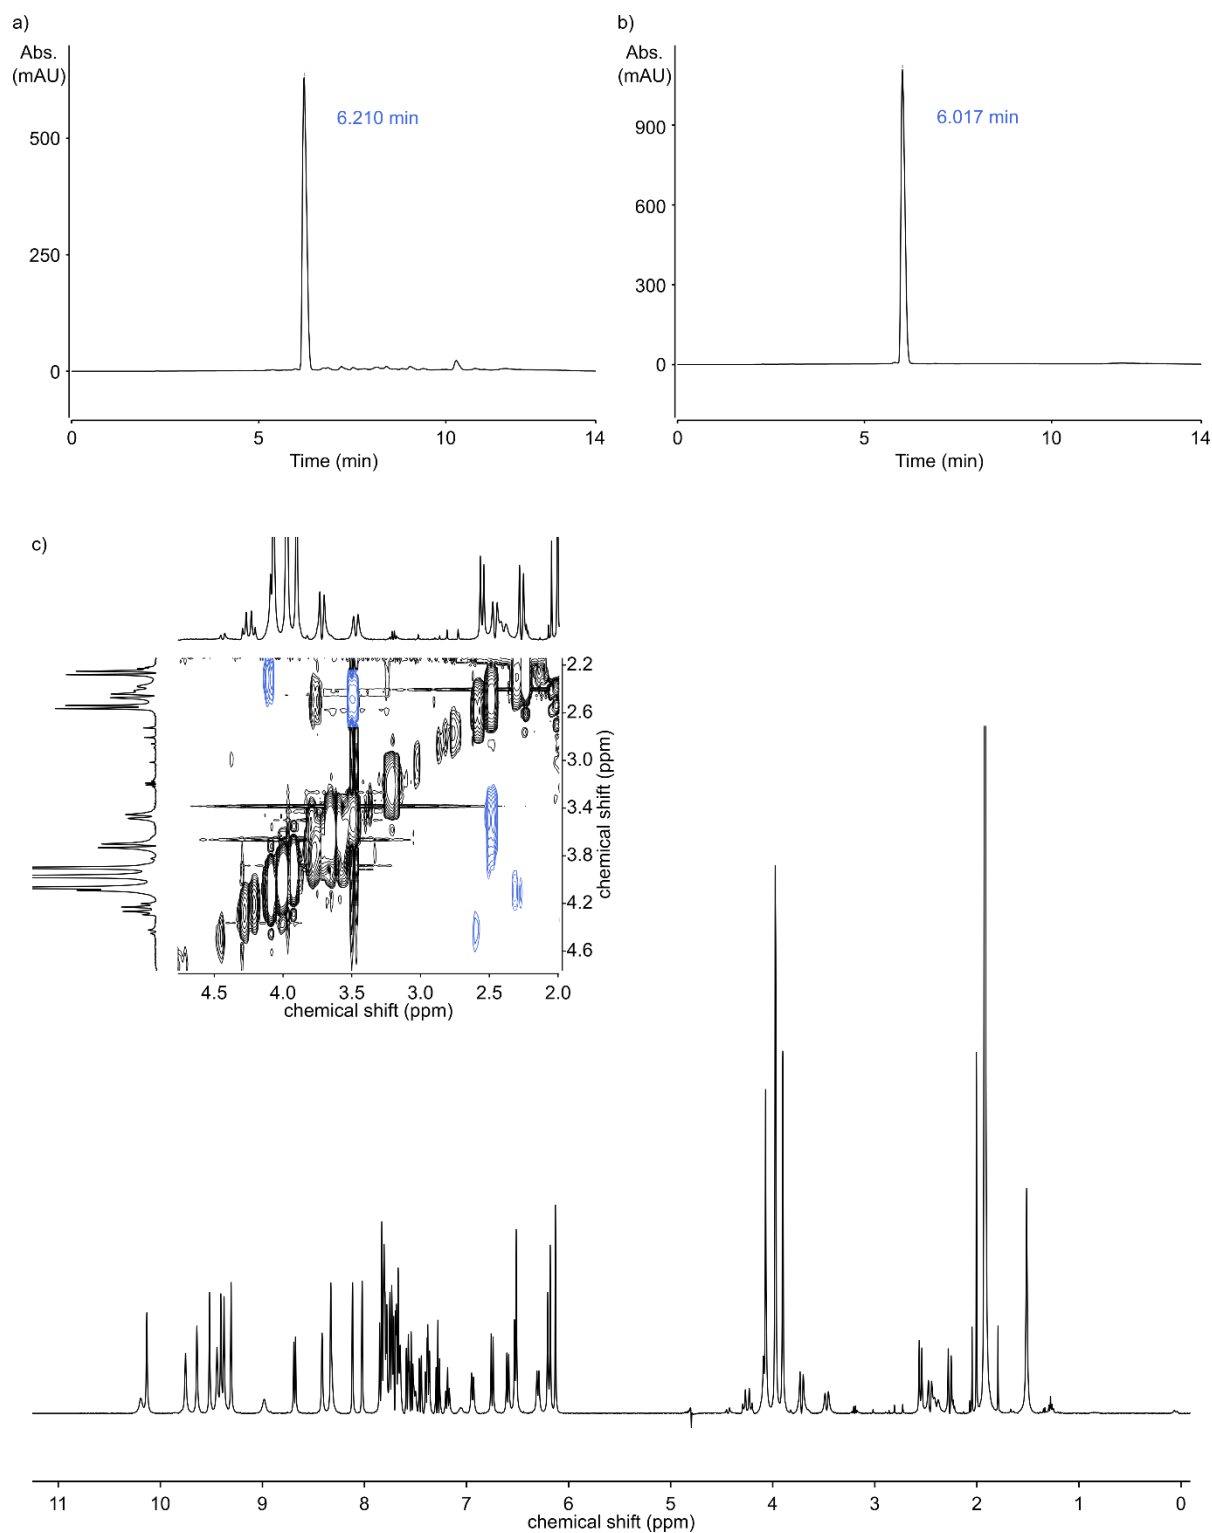 a)
Abs.
(mAU)
6.210 min
500
250
0
0 5 10 14
Time (min)
b)
Abs.
(mAU)
6.017 min
900
600
300
0
0 5 10 14
Time (min)
c)
2.2
2.6
3.0
3.4
3.8
4.2
4.6
chemical shift (ppm)
4.5 4.0 3.5 3.0 2.5 2.0
chemical shift (ppm)
11 10 9 8 7 6 5 4 3 2 1 0
chemical shift (ppm)